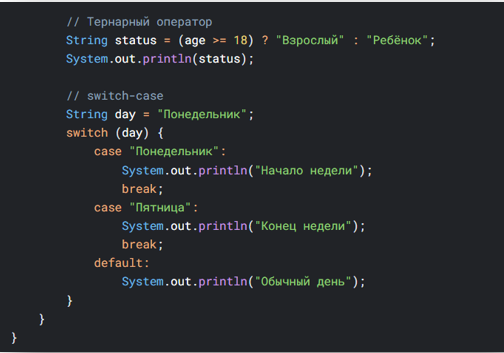 // Тернарный оператор
String status = (age >= 18) ? "Взрослый" : "Ребёнок";
System.out.println(status);

// switch-case
String day = "Понедельник";
switch (day) {
case "Понедельник":
System.out.println("Начало недели");
break;
case "Пятница":
System.out.println("Конец недели");
break;
default:
System.out.println("Обычный день");
}
}
}